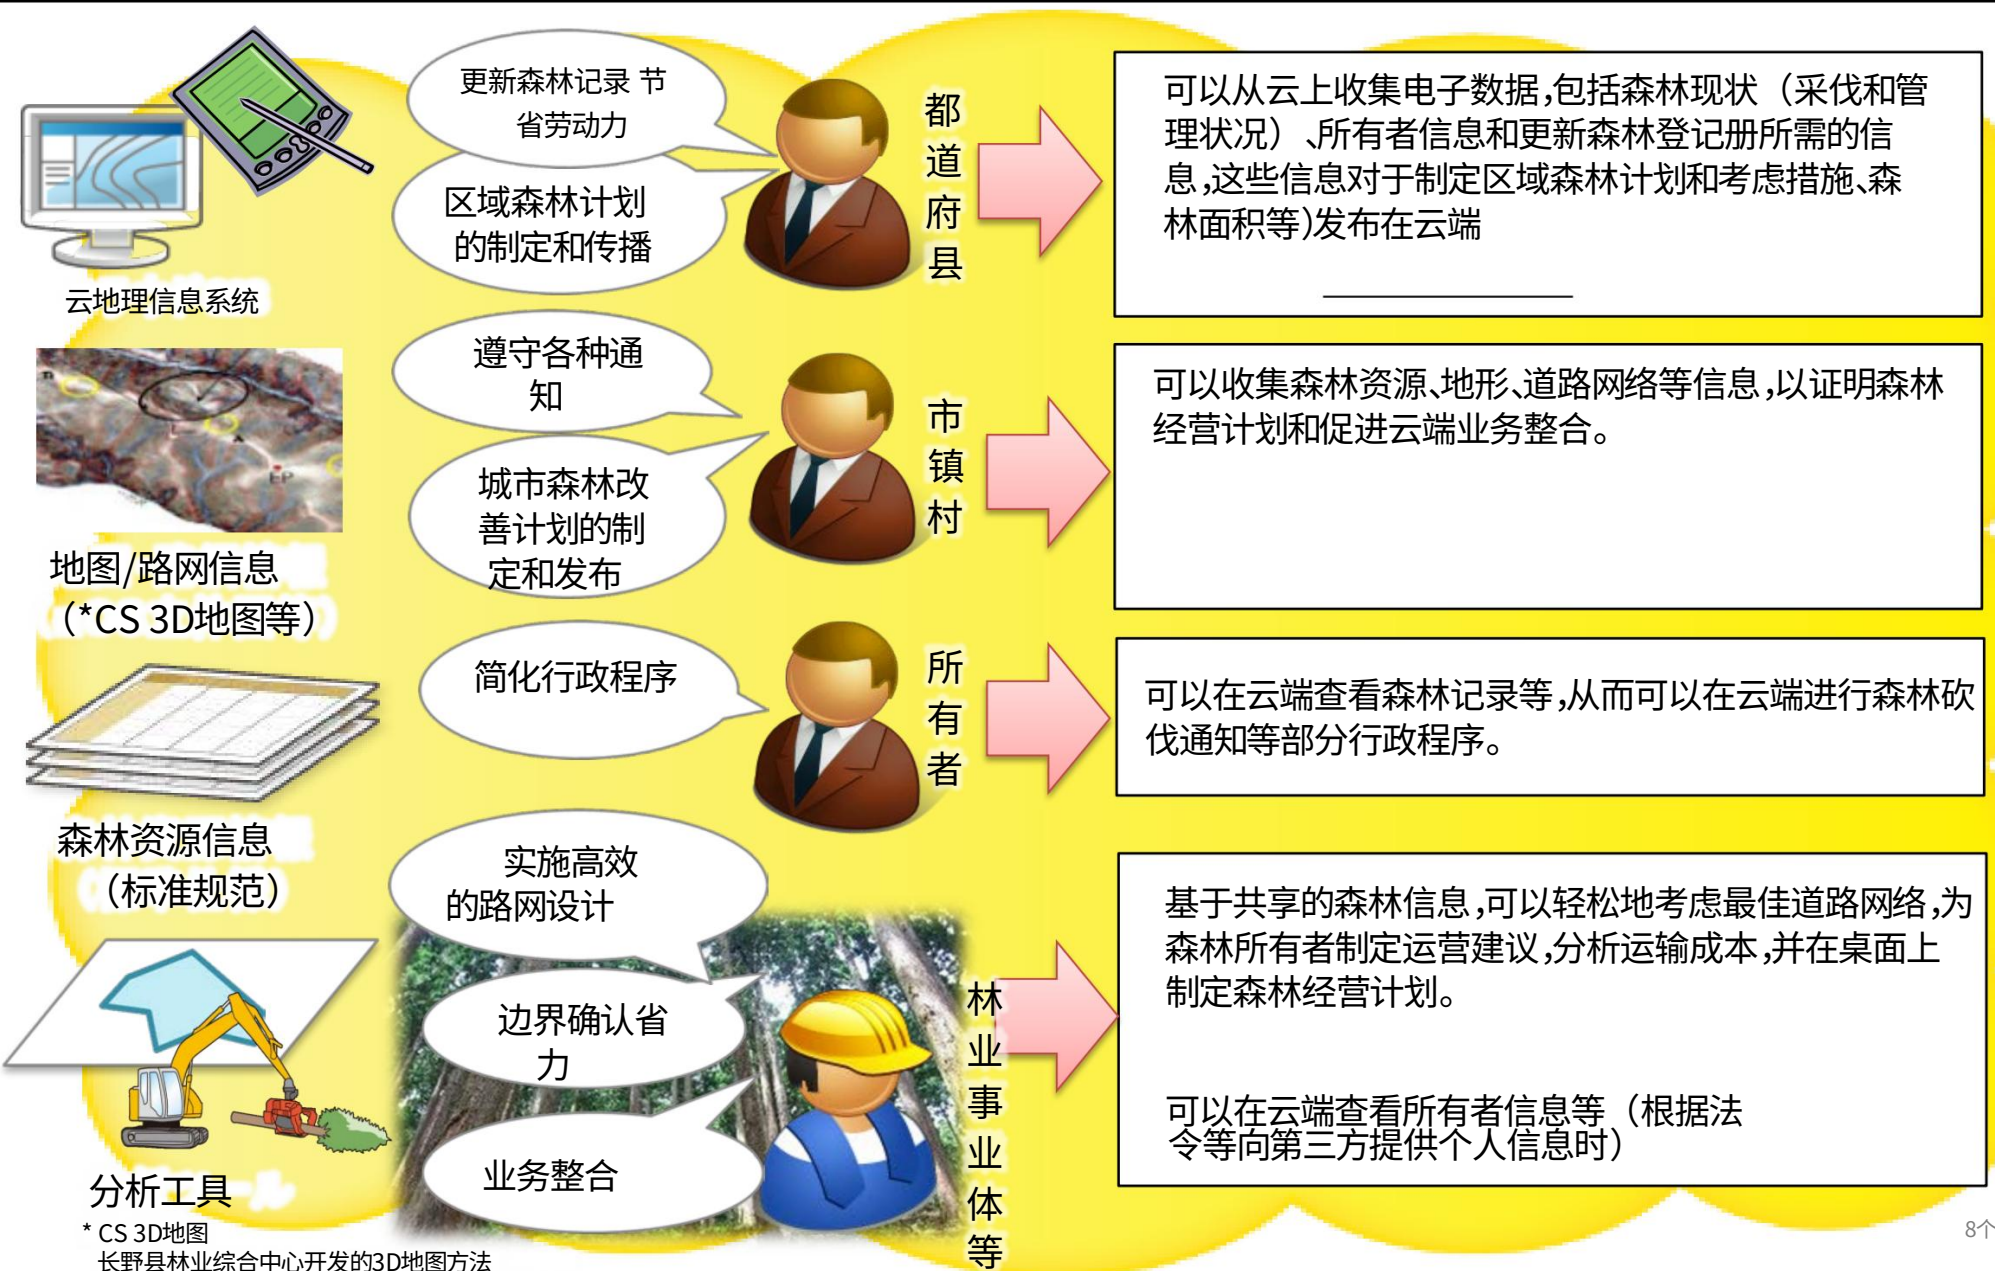 更新森林记录 节
省劳动力
区域森林计划
的制定和传播
都道府县
可以从云上收集电子数据,包括森林现状（采伐和管
理状况）、所有者信息和更新森林登记册所需的信
息,这些信息对于制定区域森林计划和考虑措施、森
林面积等)发布在云端
云地理信息系统
遵守各种通
知
城市森林改
善计划的制
定和发布
市镇村
可以收集森林资源、地形、道路网络等信息,以证明森林
经营计划和促进云端业务整合。
地图/路网信息
（*CS 3D地图等）
简化行政程序
所有者
可以在云端查看森林记录等,从而可以在云端进行森林砍
伐通知等部分行政程序。
森林资源信息
（标准规范）
实施高效
的路网设计
边界确认省
力
业务整合
林业事业体等
基于共享的森林信息,可以轻松地考虑最佳道路网络,为
森林所有者制定运营建议,分析运输成本,并在桌面上
制定森林经营计划。
可以在云端查看所有者信息等（根据法
令等向第三方提供个人信息时）
分析工具
* CS 3D地图
长野县林业综合中心开发的3D地图方法
8个